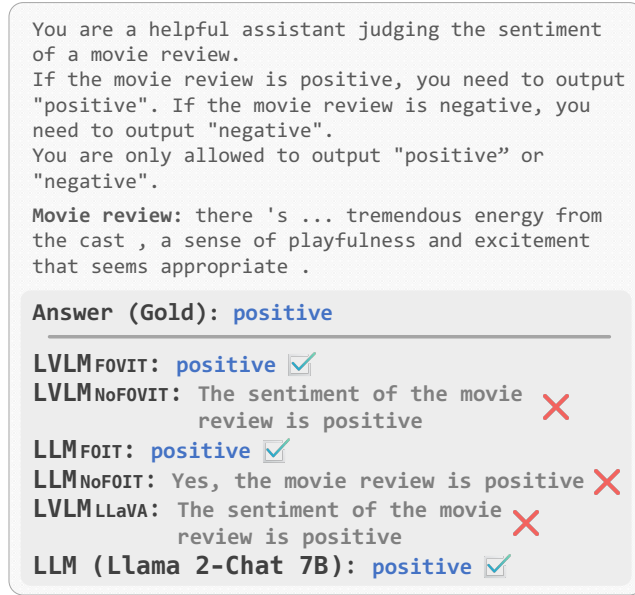 You are a helpful assistant judging the sentiment
of a movie review.
If the movie review is positive, you need to output
"positive". If the movie review is negative, you
need to output "negative".
You are only allowed to output "positive” or
"negative".
Movie review: there 's ... tremendous energy from
the cast , a sense of playfulness and excitement
that seems appropriate .
Answer (Gold): positive
LVLMFOVIT: positive
LVLMNoFOVIT: The sentiment of the movie
review is positive
LLMFOIT: positive
LLMNoFOIT: Yes, the movie review is positive
LVLMLLaVA: The sentiment of the movie
review is positive
LLM (Llama 2-Chat 7B): positive